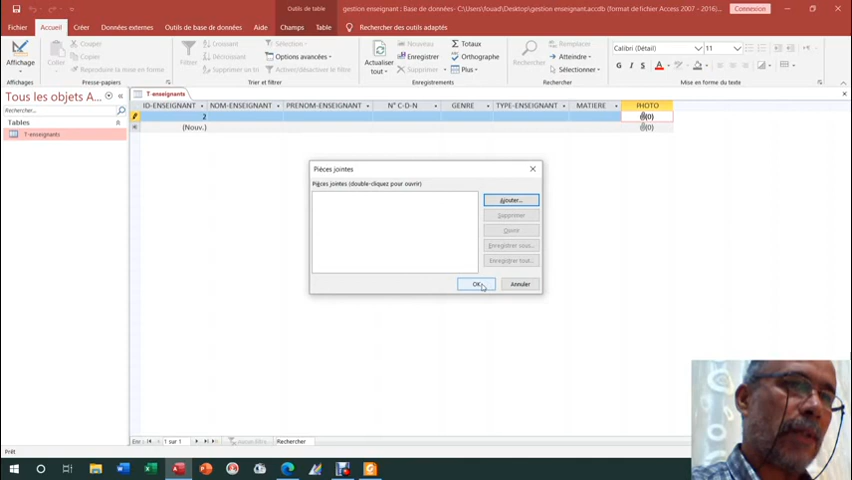 Outils de table
gestion enseignant : Base de données- C:\Users\fouad\Desktop\gestion enseignant.accdb (format de fichier Access 2007 - 2016)...
Connexion
Fichier Accueil Créer Données externes Outils de base de données Aide Champs Table Rechercher des outils adaptés
Affichage
Coller
Couper
Copier
Reproduire la mise en forme
Filtrer
Croissant
Décroissant
Supprimer un tri
Sélection
Options avancées
Actualiser tout
Nouveau
Enregistrer
Supprimer
Totaux
Orthographe
Plus
Rechercher
Remplacer
Atteindre
Sélectionner
Calibri (Détail) 11
G I S
Affichages Presse-papiers Trier et filtrer Enregistrements Rechercher Mise en forme du texte
Tous les objets A...
Rechercher...
Tables
T-enseignants
T enseignants
ID-ENSEIGNANT NOM-ENSEIGNANT PRENOM-ENSEIGNANT N° C-D-N GENRE TYPE-ENSEIGNANT MATIERE PHOTO
2 (0)
(Nouv.) (0)
Pièces jointes
Pièces jointes (double-cliquez pour ouvrir)
Ajouter...
Supprimer
Ouvrir
Enregistrer sous...
Enregistrer tout...
OK Annuler
Enr : 1 sur 1 Aucun filtre Rechercher
Prêt